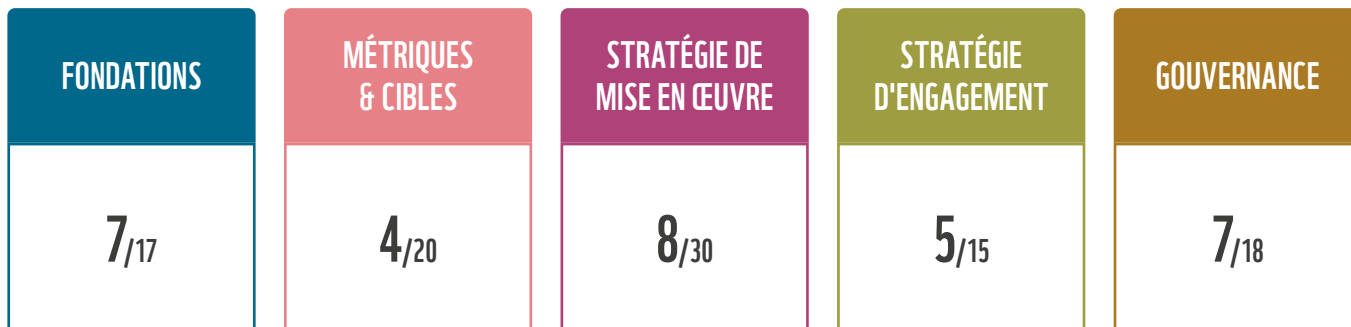 FONDATIONS
7/17
MÉTRIQUES
& CIBLES
4/20
STRATÉGIE DE
MISE EN ŒUVRE
8/30
STRATÉGIE
D'ENGAGEMENT
5/15
GOUVERNANCE
7/18